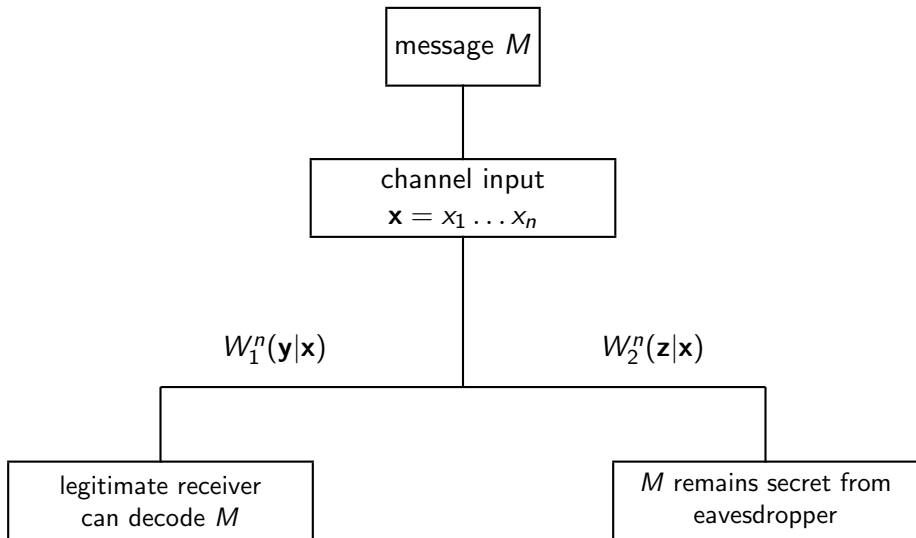 message M
channel input
x = x₁ … xₙ
W₁ⁿ(y|x)
W₂ⁿ(z|x)
legitimate receiver
can decode M
M remains secret from
eavesdropper